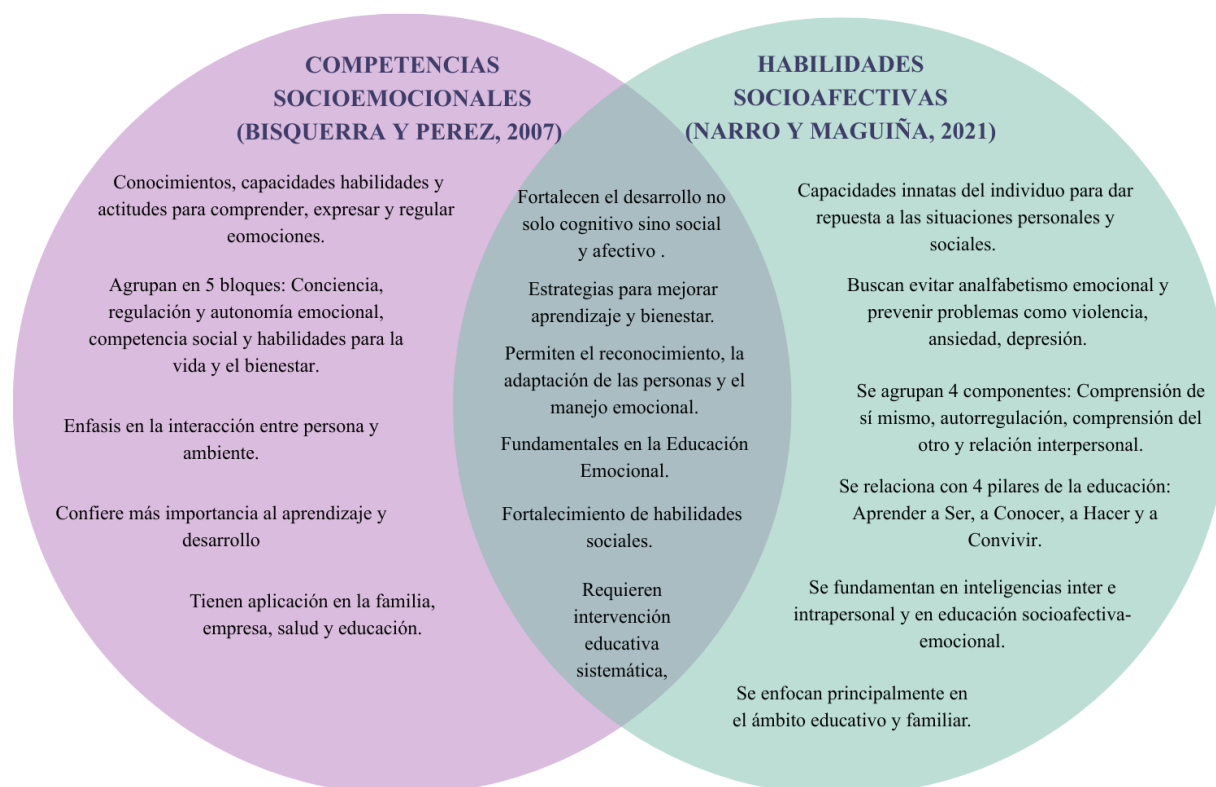 COMPETENCIAS
SOCIOEMOCIONALES
(BISQUERRA Y PEREZ, 2007)
Conocimientos, capacidades habilidades y
actitudes para comprender, expresar y regular
eomociones.
Agrupan en 5 bloques: Conciencia,
regulación y autonomía emocional,
competencia social y habilidades para la
vida y el bienestar.
Enfasis en la interacción entre persona y
ambiente.
Confiere más importancia al aprendizaje y
desarrollo
Tienen aplicación en la familia,
empresa, salud y educación.
Fortalecen el desarrollo no
solo cognitivo sino social
y afectivo .
Estrategias para mejorar
aprendizaje y bienestar.
Permiten el reconocimiento, la
adaptación de las personas y el
manejo emocional.
Fundamentales en la Educación
Emocional.
Fortalecimiento de habilidades
sociales.
Requieren
intervención
educativa
sistemática,
HABILIDADES
SOCIOAFECTIVAS
(NARRO Y MAGUIÑA, 2021)
Capacidades innatas del individuo para dar
repuesta a las situaciones personales y
sociales.
Buscan evitar analfabetismo emocional y
prevenir problemas como violencia,
ansiedad, depresión.
Se agrupan 4 componentes: Comprensión de
sí mismo, autorregulación, comprensión del
otro y relación interpersonal.
Se relaciona con 4 pilares de la educación:
Aprender a Ser, a Conocer, a Hacer y a
Convivir.
Se fundamentan en inteligencias inter e
intrapersonal y en educación socioafectiva-
emocional.
Se enfocan principalmente en
el ámbito educativo y familiar.